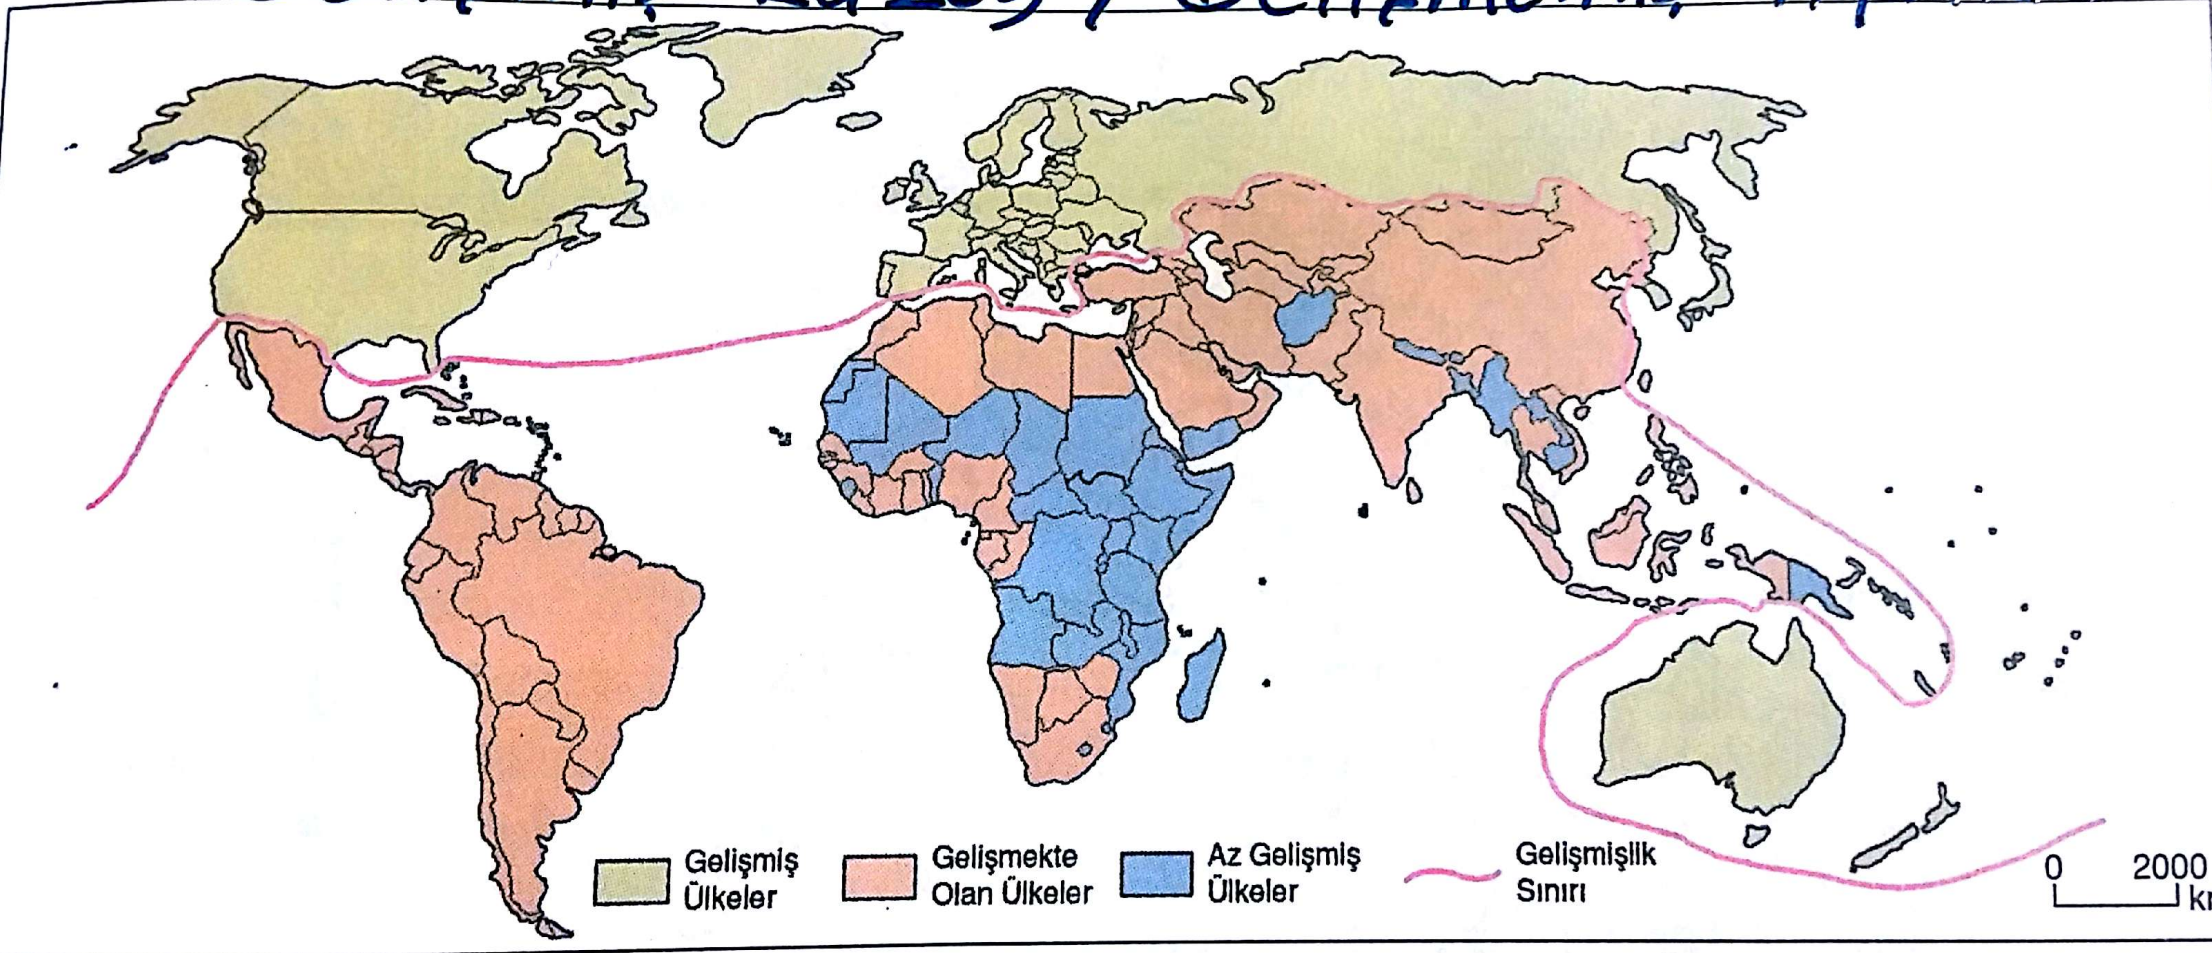 Gelişmiş
Ülkeler
Gelişmekte
Olan Ülkeler
Az Gelişmiş
Ülkeler
Gelişmişlik
Sınırı
0 2000